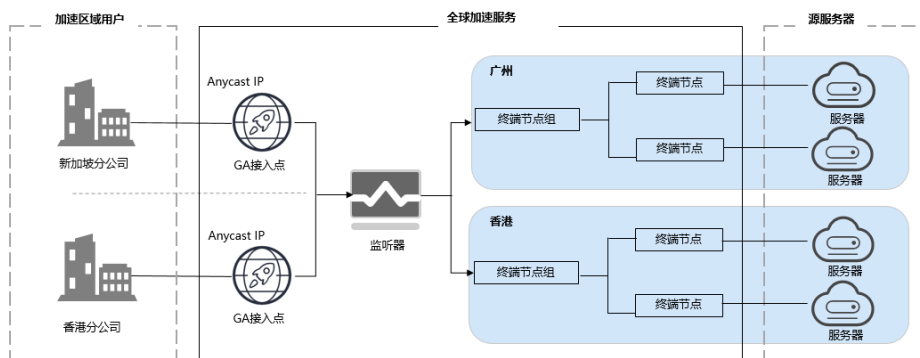 加速区域用户
全球加速服务
源服务器
Anycast IP
GA接入点
新加坡分公司
Anycast IP
GA接入点
香港分公司
监听器
广州
终端节点组
终端节点
终端节点
服务器
服务器
香港
终端节点组
终端节点
终端节点
服务器
服务器